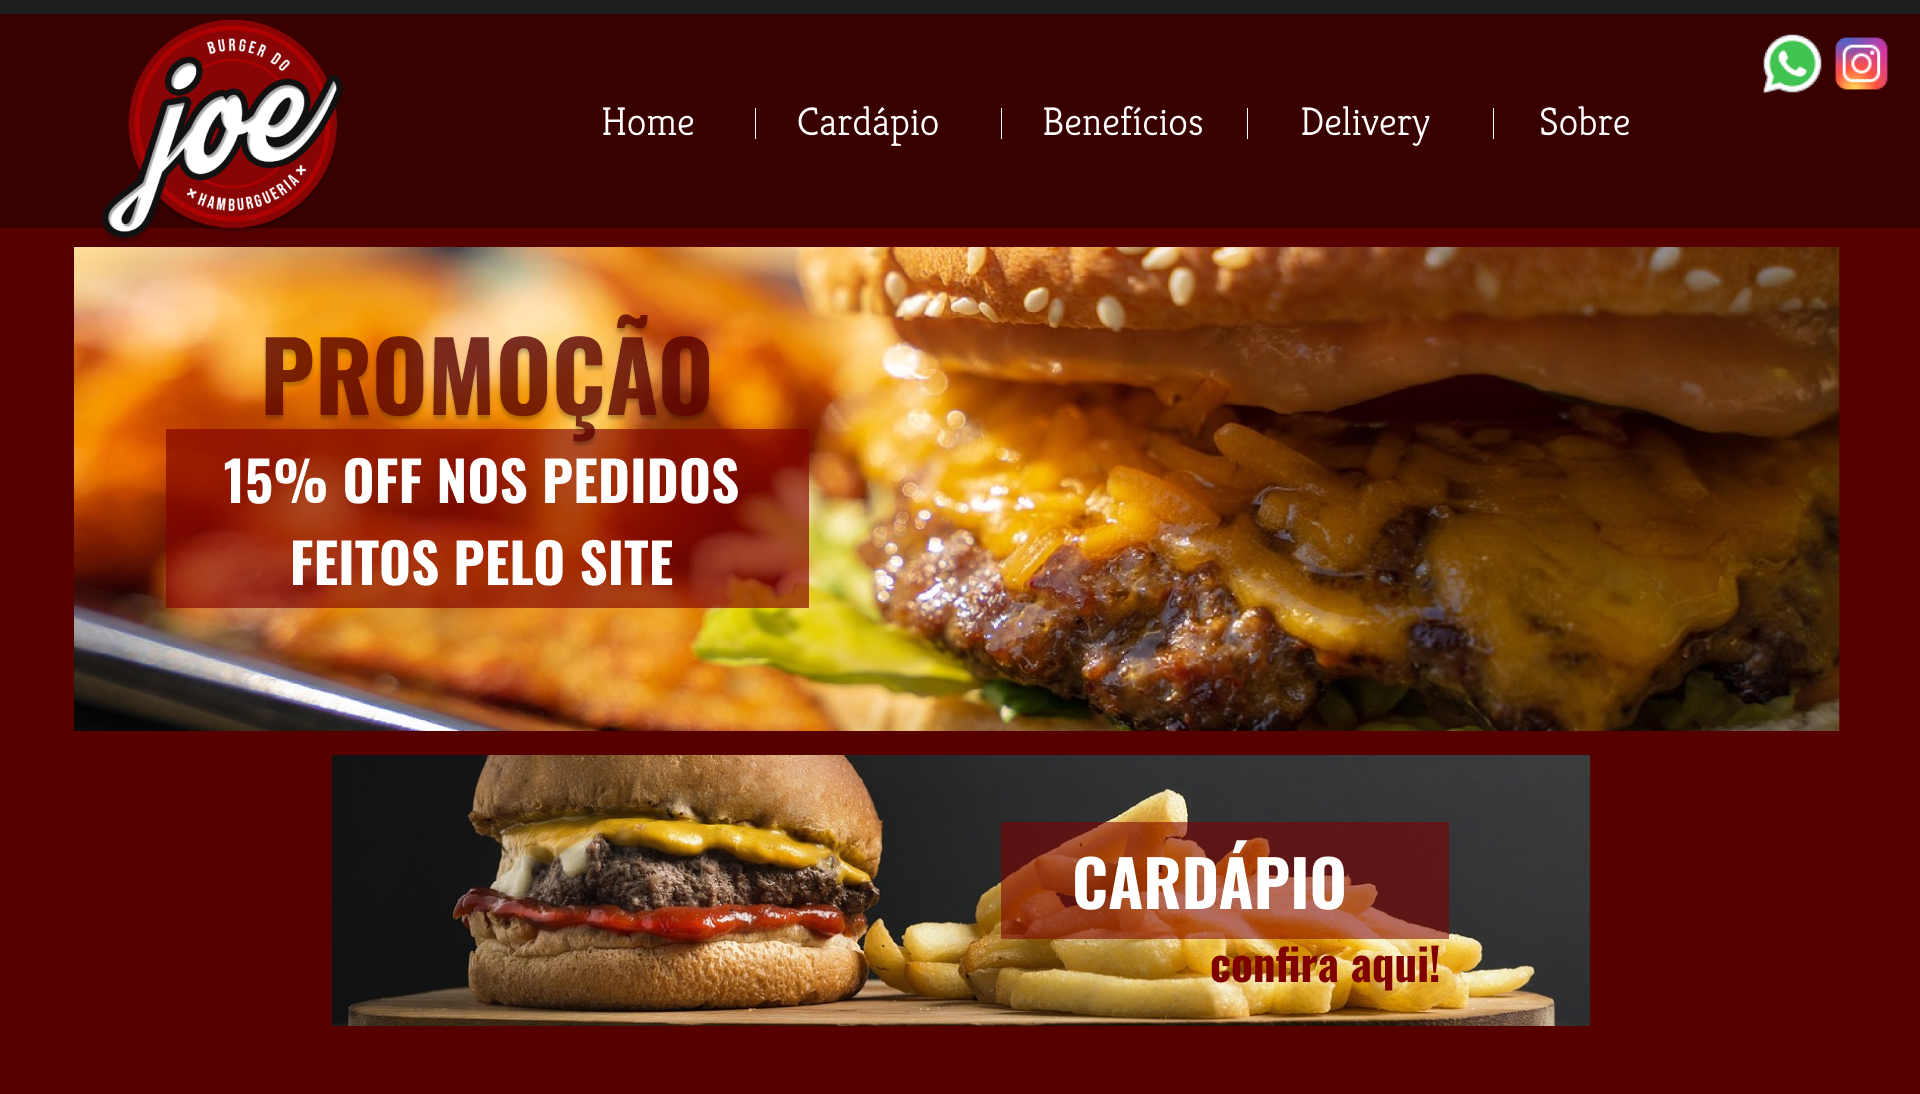 BURGER DO
joe
HAMBURGUERIA
Home
Cardápio
Benefícios
Delivery
Sobre
PROMOÇÃO
15% OFF NOS PEDIDOS
FEITOS PELO SITE
CARDÁPIO
confira aqui!